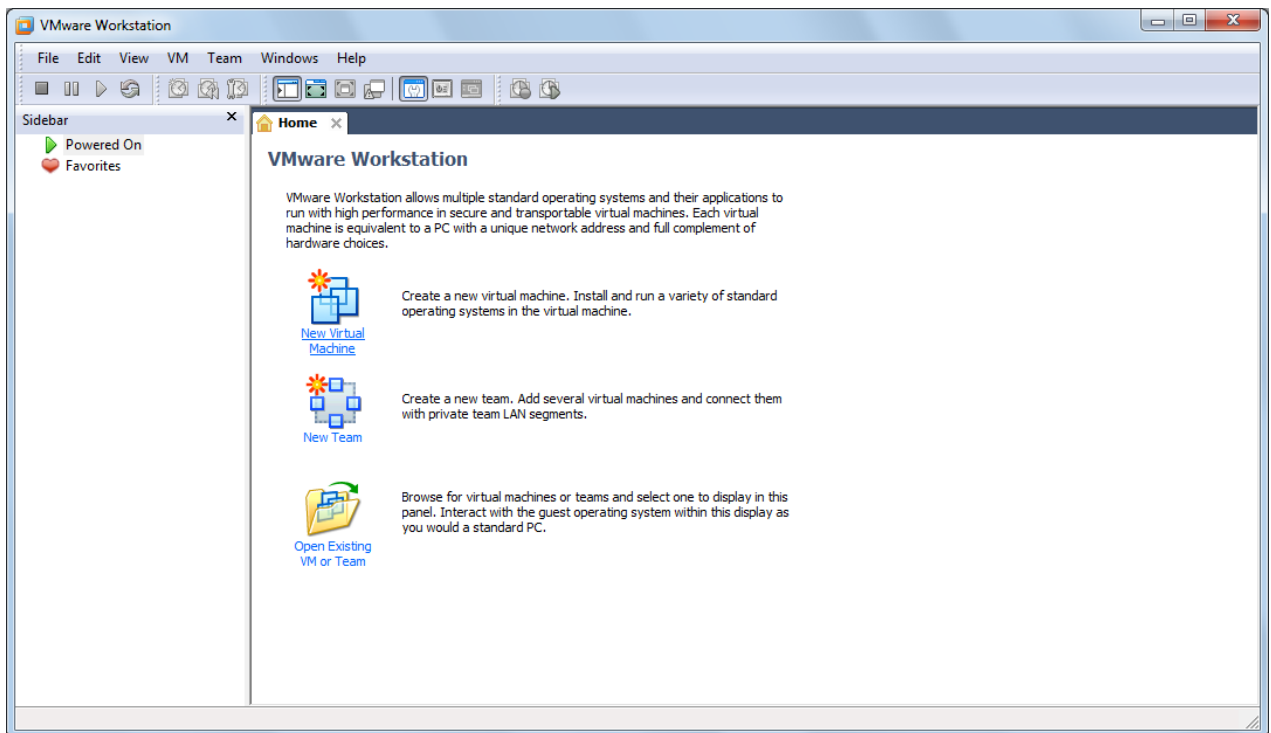 VMware Workstation
File Edit View VM Team Windows Help
Sidebar
Powered On
Favorites
Home
VMware Workstation
VMware Workstation allows multiple standard operating systems and their applications to
run with high performance in secure and transportable virtual machines. Each virtual
machine is equivalent to a PC with a unique network address and full complement of
hardware choices.
New Virtual
Machine
Create a new virtual machine. Install and run a variety of standard
operating systems in the virtual machine.
New Team
Create a new team. Add several virtual machines and connect them
with private team LAN segments.
Open Existing
VM or Team
Browse for virtual machines or teams and select one to display in this
panel. Interact with the guest operating system within this display as
you would a standard PC.